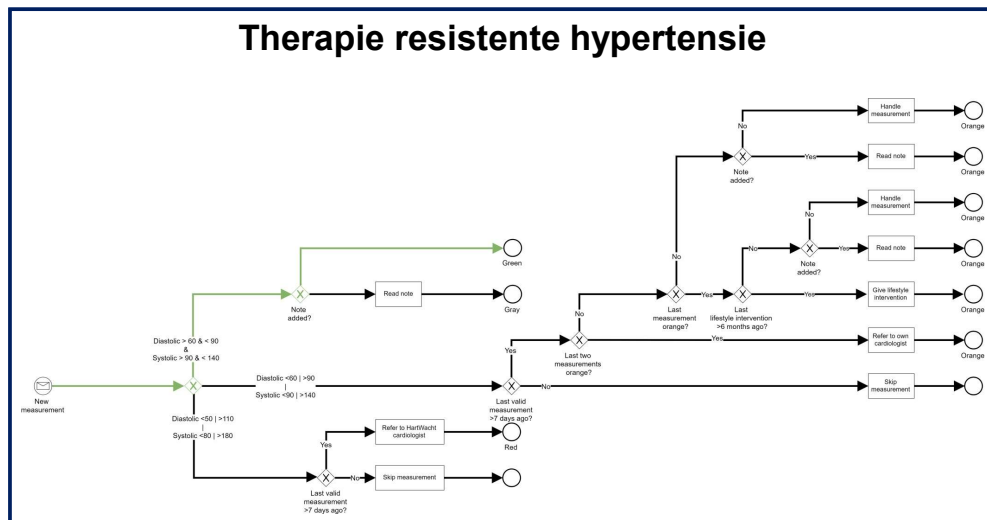 Therapie resistente hypertensie
Handle
measurement
Orange
No
Note
added?
Yes
Read note
Orange
Handle
measurement
Orange
No
No
Note
added?
Yes
Read note
Orange
Green
Note
added?
Read note
Gray
No
Last
measurement
orange?
Yes
No
Last
lifestyle intervention
>6 months ago?
Yes
Give lifestyle
intervention
Orange
Diastolic > 60 & < 90
&
Systolic > 90 & < 140
Yes
Last two
measurements
orange?
Yes
Refer to own
cardiologist
Orange
New
measurement
Diastolic <60 | >90
|
Systolic <90 | >140
Last valid
measurement
>7 days ago?
No
Skip
measurement
Diastolic <50 | >110
|
Systolic <80 | >180
Yes
Refer to HartWacht
cardiologist
Red
Last valid
measurement
>7 days ago?
No
Skip measurement